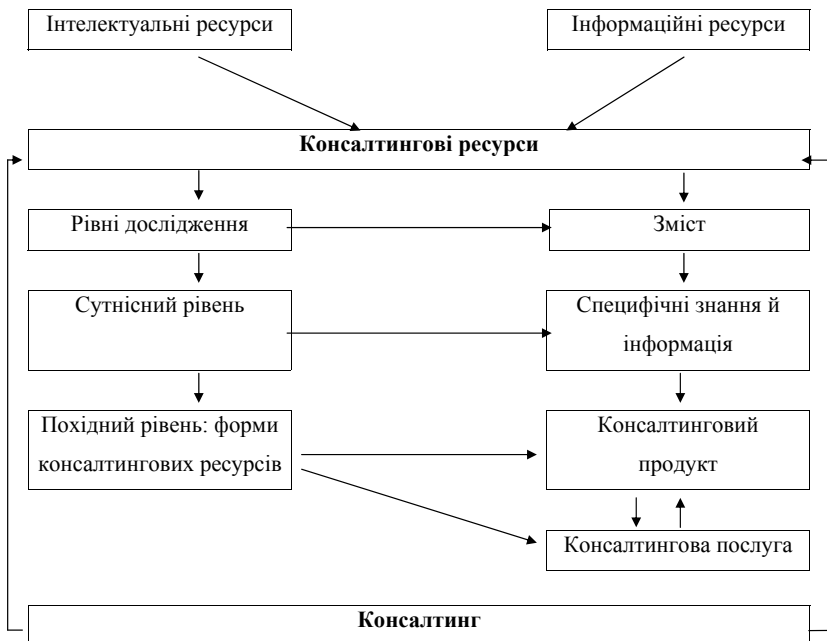 Інтелектуальні ресурси
Інформаційні ресурси
Консалтингові ресурси
Рівні дослідження
Зміст
Сутнісний рівень
Специфічні знання й
інформація
Похідний рівень: форми
консалтингових ресурсів
Консалтинговий
продукт
Консалтингова послуга
Консалтинг